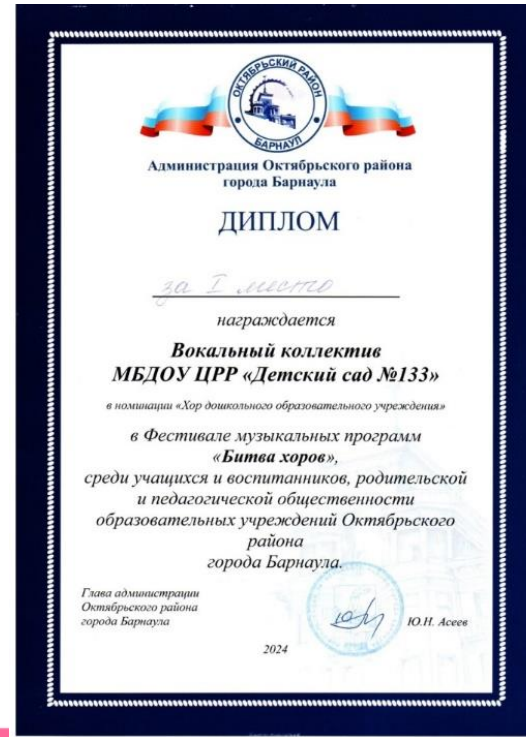 ОКТЯБРЬСКИЙ РАЙОН
БАРНАУЛ
Администрация Октябрьского района
города Барнаула
ДИПЛОМ
за I место
награждается
Вокальный коллектив
МБДОУ ЦРР «Детский сад №133»
в номинации «Хор дошкольного образовательного учреждения»
в Фестивале музыкальных программ
«Битва хоров»,
среди учащихся и воспитанников, родительской
и педагогической общественности
образовательных учреждений Октябрьского
района
города Барнаула.
Глава администрации
Октябрьского района
города Барнаула
Ю.Н. Асеев
2024